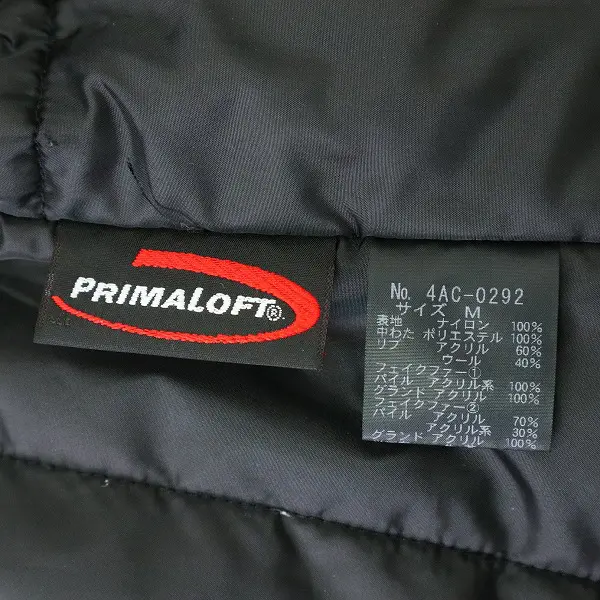 PRIMALOFT®
No. 4AC-0292
サイズ M
表地 ナイロン 100%
中わた ポリエステル 100%
リブ アクリル 60%
ウール 40%
フェイクファー①
パイル アクリル系 100%
グランド アクリル 100%
フェイクファー②
パイル アクリル 70%
アクリル系 30%
グランド アクリル 100%